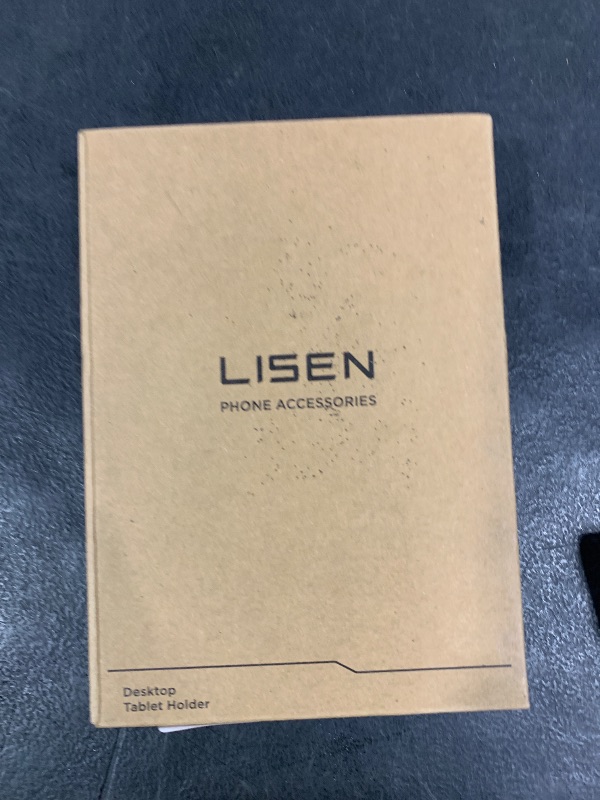 LISEN
PHONE ACCESSORIES
Desktop
Tablet Holder